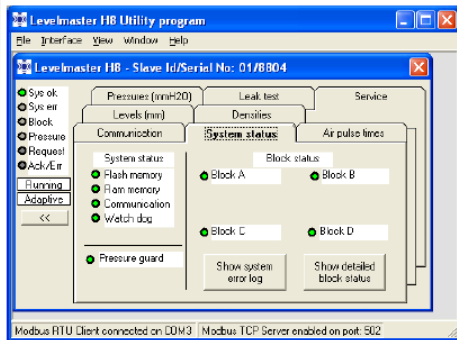 Levelmaster H8 Utility program
File Interface View Window Help
Levelmaster H8 - Slave Id/Serial No: 01/8804
Sys ok
Sys err
Block
Pressure
Request
Ack/Err
Running
Adaptive
<<
Pressures (mmH2O) Leak test Service
Levels (mm) Densities
Communication System status Air pulse times
System status
Flash memory
Ram memory
Communication
Watch dog
Pressure guard
Block status
Block A Block B
Block C Block D
Show system
error log
Show detailed
block status
Modbus RTU Client connected on COM3 Modbus TCP Server enabled on port: 502